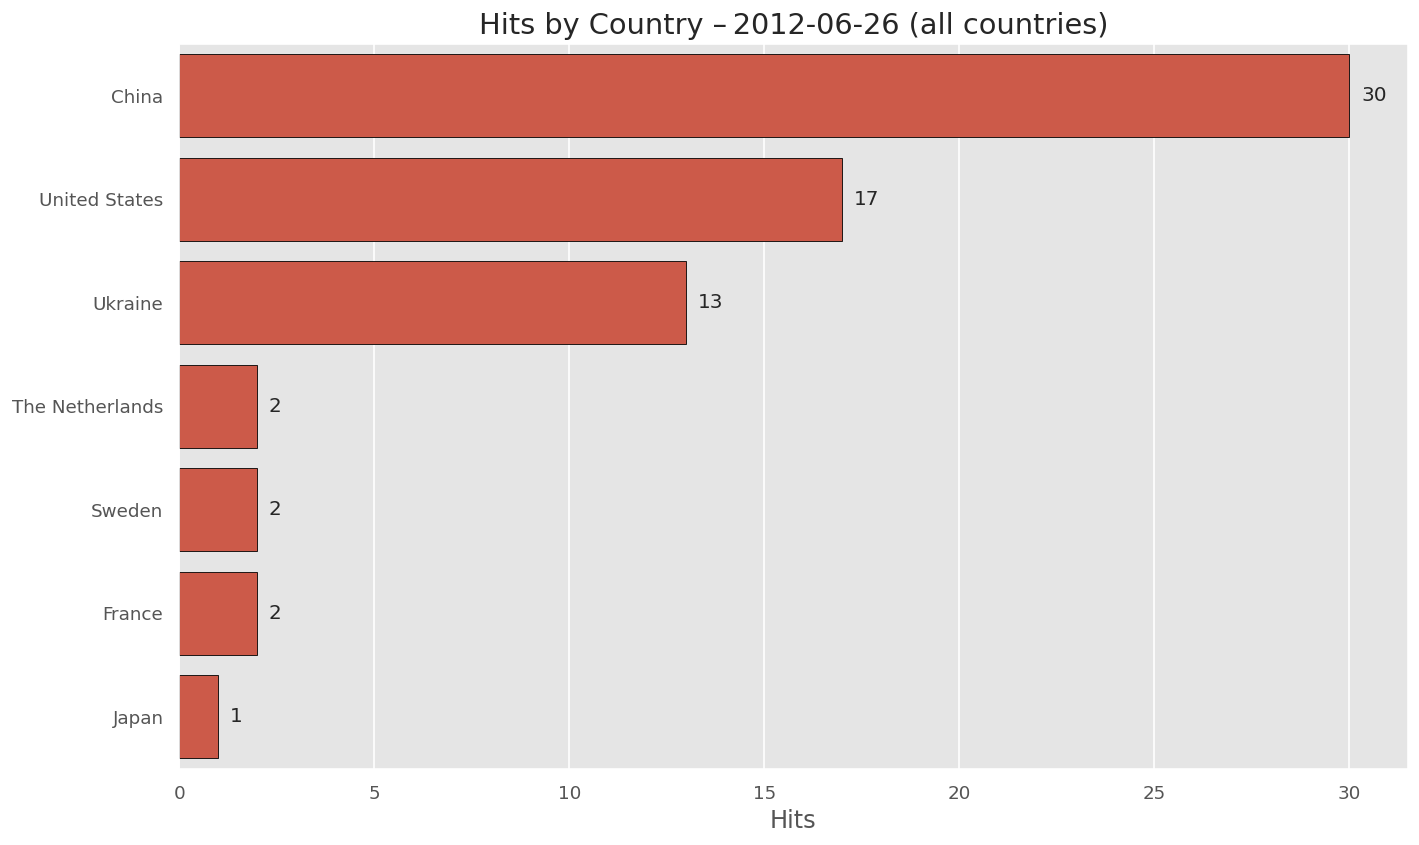 Hits by Country – 2012-06-26 (all countries)
China 30
United States 17
Ukraine 13
The Netherlands 2
Sweden 2
France 2
Japan 1
0 5 10 15 20 25 30
Hits